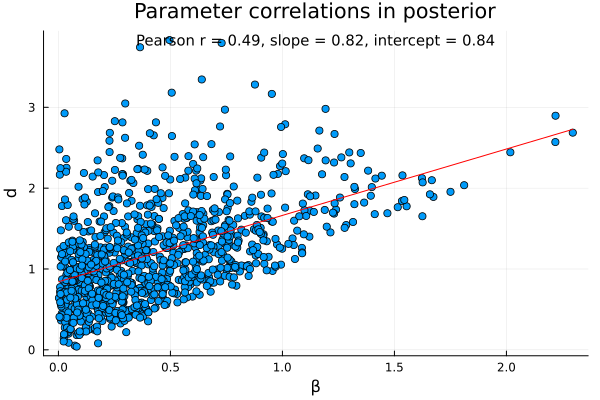 Parameter correlations in posterior
Pearson r = 0.49, slope = 0.82, intercept = 0.84
d
3
2
1
0
0.0 0.5 1.0 1.5 2.0
β